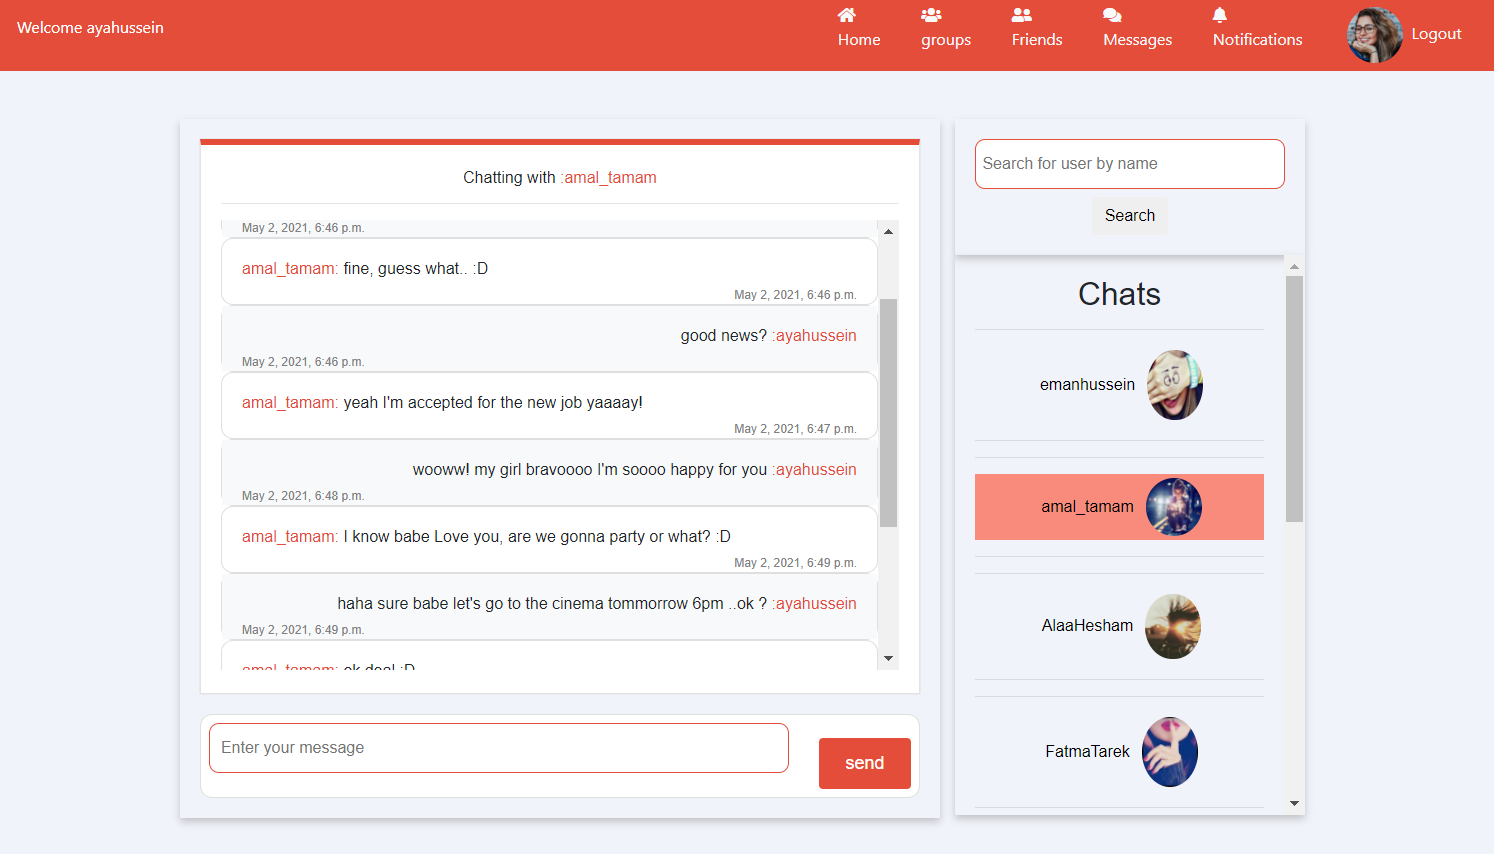 Welcome ayahussein
Home
groups
Friends
Messages
Notifications
Logout
Chatting with :amal_tamam
May 2, 2021, 6:46 p.m.
amal_tamam: fine, guess what.. :D
May 2, 2021, 6:46 p.m.
good news? :ayahussein
May 2, 2021, 6:46 p.m.
amal_tamam: yeah I'm accepted for the new job yaaaay!
May 2, 2021, 6:47 p.m.
wooww! my girl bravoooo I'm soooo happy for you :ayahussein
May 2, 2021, 6:48 p.m.
amal_tamam: I know babe Love you, are we gonna party or what? :D
May 2, 2021, 6:49 p.m.
haha sure babe let's go to the cinema tommorrow 6pm ..ok ? :ayahussein
May 2, 2021, 6:49 p.m.
amal_tamam: ok deal :D
Enter your message
send
Search for user by name
Search
Chats
emanhussein
amal_tamam
AlaaHesham
FatmaTarek